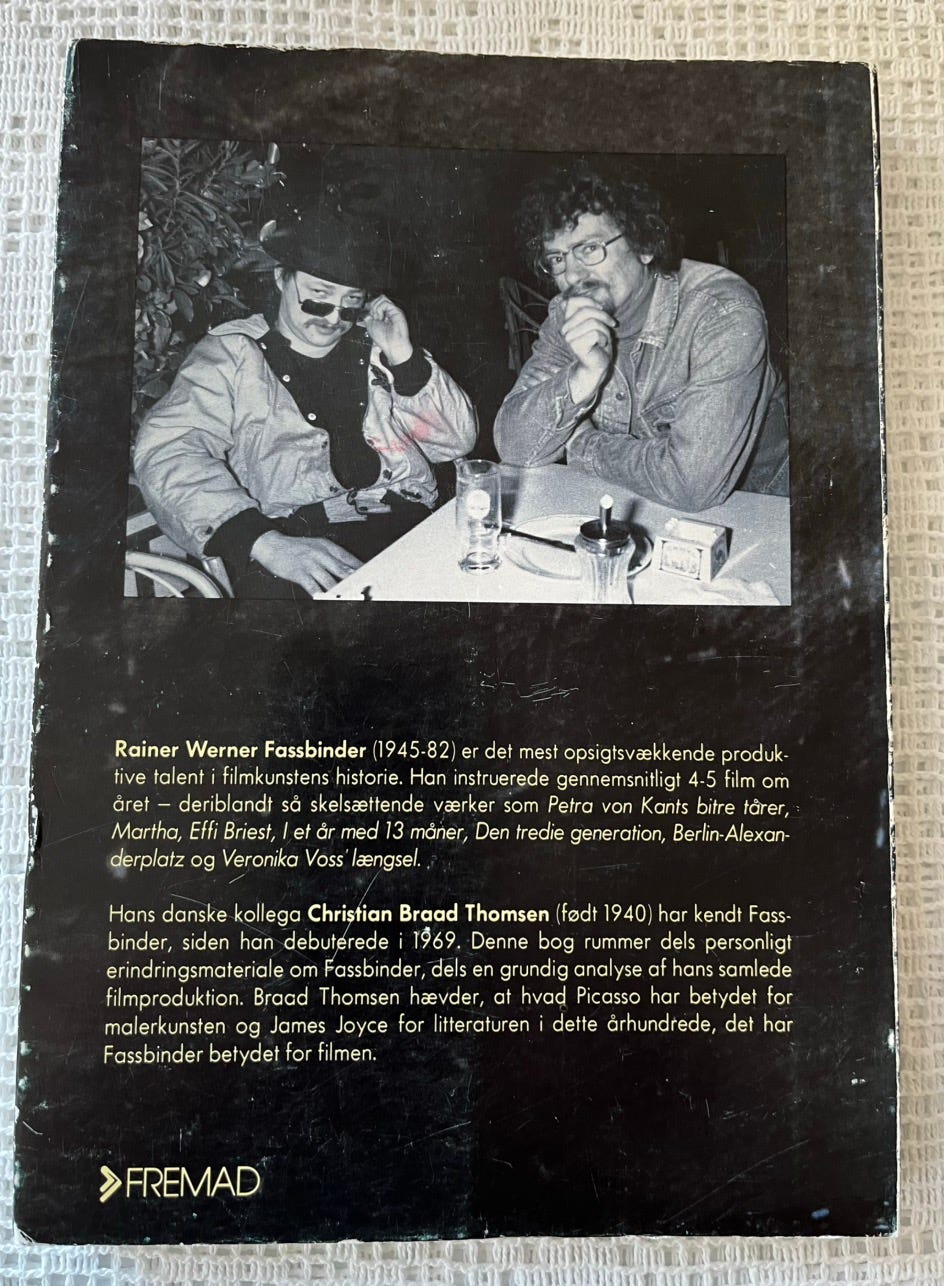 Rainer Werner Fassbinder (1945-82) er det mest opsigtsvækkende produk-
tive talent i filmkunstens historie. Han instruerede gennemsnitligt 4-5 film om
året – deriblandt så skelsættende værker som Petra von Kants bitre tårer,
Martha, Effi Briest, I et år med 13 måner, Den tredie generation, Berlin-Alexan-
derplatz og Veronika Voss' længsel.
Hans danske kollega Christian Braad Thomsen (født 1940) har kendt Fass-
binder, siden han debuterede i 1969. Denne bog rummer dels personligt
erindringsmateriale om Fassbinder, dels en grundig analyse af hans samlede
filmproduktion. Braad Thomsen hævder, at hvad Picasso har betydet for
malerkunsten og James Joyce for litteraturen i dette århundrede, det har
Fassbinder betydet for filmen.
FREMAD